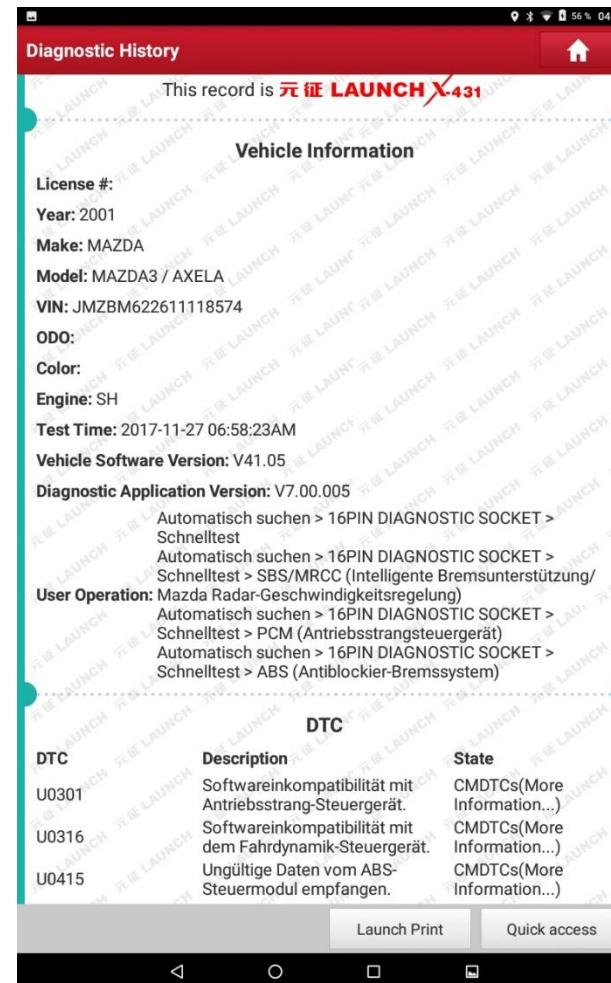 56 % 04
Diagnostic History
This record is 元征 LAUNCH X-431
Vehicle Information
License #:
Year: 2001
Make: MAZDA
Model: MAZDA3 / AXELA
VIN: JMZBM622611118574
ODO:
Color:
Engine: SH
Test Time: 2017-11-27 06:58:23AM
Vehicle Software Version: V41.05
Diagnostic Application Version: V7.00.005
Automatisch suchen > 16PIN DIAGNOSTIC SOCKET >
Schnelltest
Automatisch suchen > 16PIN DIAGNOSTIC SOCKET >
Schnelltest > SBS/MRCC (Intelligente Bremsunterstützung/
User Operation: Mazda Radar-Geschwindigkeitsregelung)
Automatisch suchen > 16PIN DIAGNOSTIC SOCKET >
Schnelltest > PCM (Antriebsstrangsteuergerät)
Automatisch suchen > 16PIN DIAGNOSTIC SOCKET >
Schnelltest > ABS (Antiblockier-Bremssystem)
DTC
DTC Description State
U0301 Softwareinkompatibilität mit Antriebsstrang-Steuergerät. CMDTCs(More Information...)
U0316 Softwareinkompatibilität mit dem Fahrdynamik-Steuergerät. CMDTCs(More Information...)
U0415 Ungültige Daten vom ABS-Steuermodul empfangen. CMDTCs(More Information...)
Launch Print Quick access
元征 LAUNCH